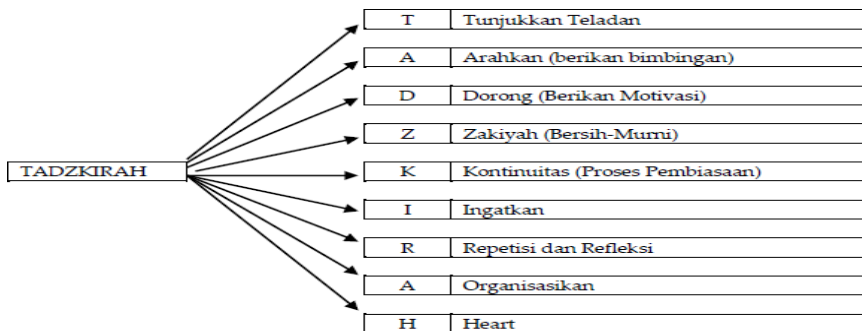 T Tunjukkan Teladan
A Arahkan (berikan bimbingan)
D Dorong (Berikan Motivasi)
Z Zakiyah (Bersih-Murni)
TADZKIRAH
K Kontinuitas (Proses Pembiasaan)
I Ingatkan
R Repetisi dan Refleksi
A Organisasikan
H Heart